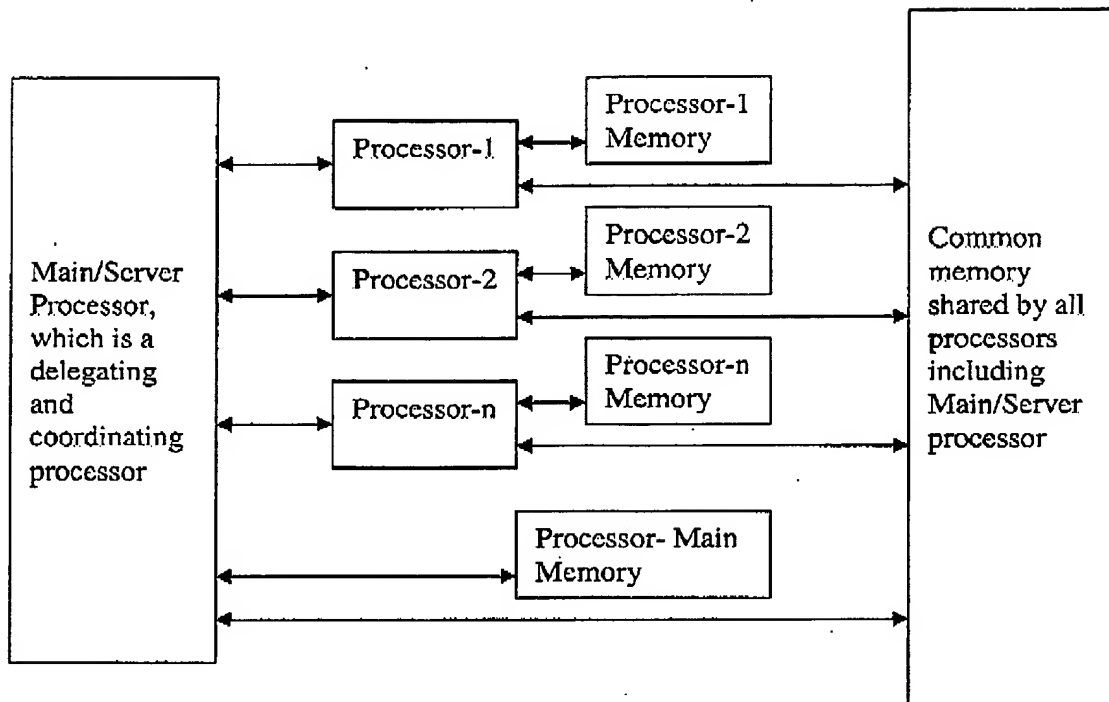 Main/Server
Processor,
which is a
delegating
and
coordinating
processor
Processor-1
Processor-1
Memory
Processor-2
Processor-2
Memory
Processor-n
Processor-n
Memory
Processor- Main
Memory
Common
memory
shared by all
processors
including
Main/Server
processor